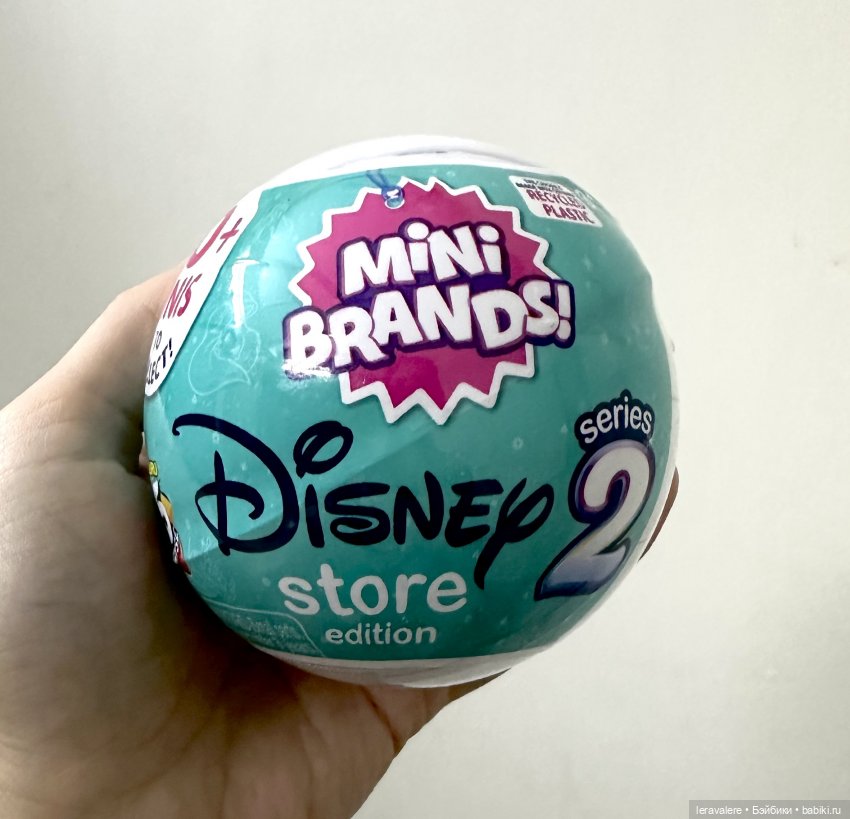 MiNi
BRANDS!
RECYCLED
PLASTIC
DISNEY
store
edition
series
2
leravalere • Бэйбики • babiki.ru